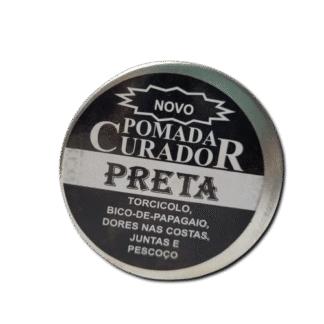 NOVO
POMADA
CURADOR
PRETA
TORCICOLO,
BICO-DE-PAPAGAIO,
DORES NAS COSTAS,
JUNTAS E
PESCOÇO